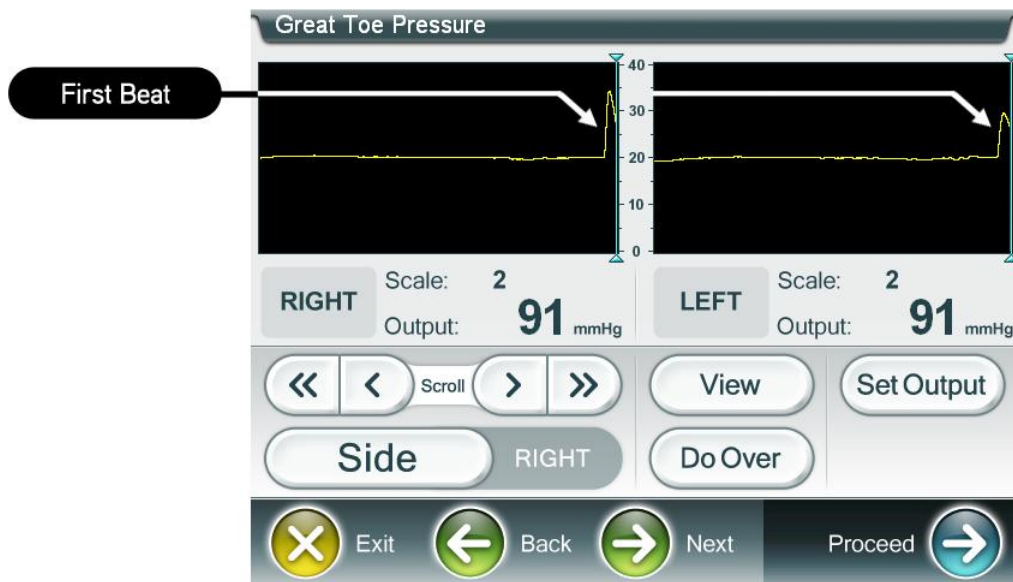 Great Toe Pressure
First Beat
40
30
20
10
0
RIGHT
Scale: 2
Output: 91 mmHg
LEFT
Scale: 2
Output: 91 mmHg
Scroll
View
Set Output
Side
RIGHT
Do Over
Exit
Back
Next
Proceed